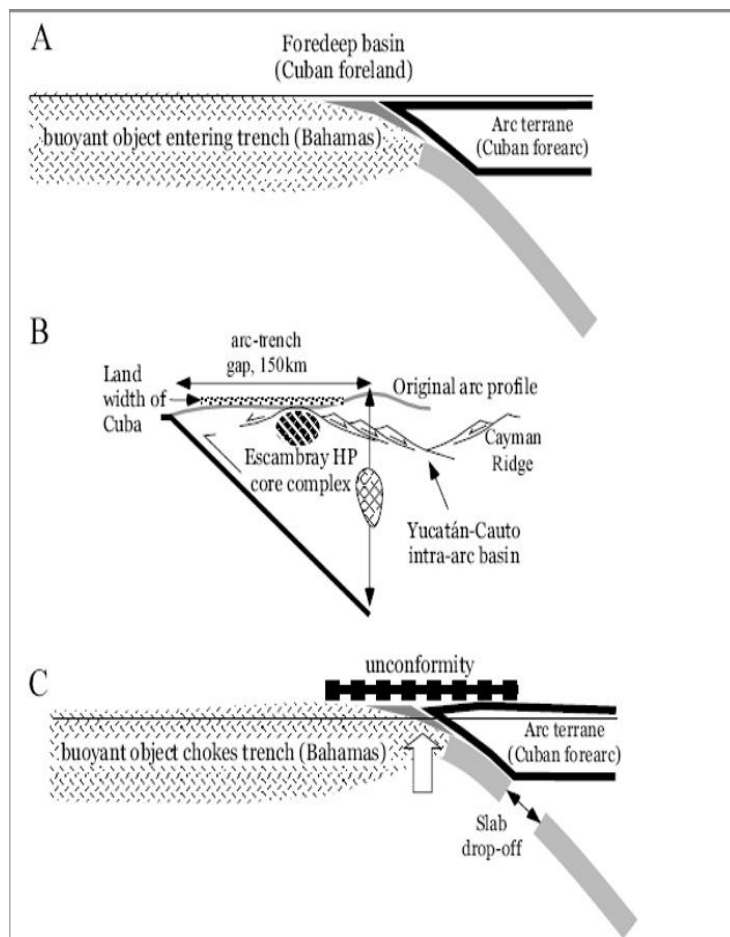 A
Foredeep basin
(Cuban foreland)
buoyant object entering trench (Bahamas)
Arc terrane
(Cuban forearc)
B
arc-trench
gap, 150km
Land
width of
Cuba
Original arc profile
Escambray HP
core complex
Cayman
Ridge
Yucatán-Cauto
intra-arc basin
C
unconformity
buoyant object chokes trench (Bahamas)
Arc terrane
(Cuban forearc)
Slab
drop-off